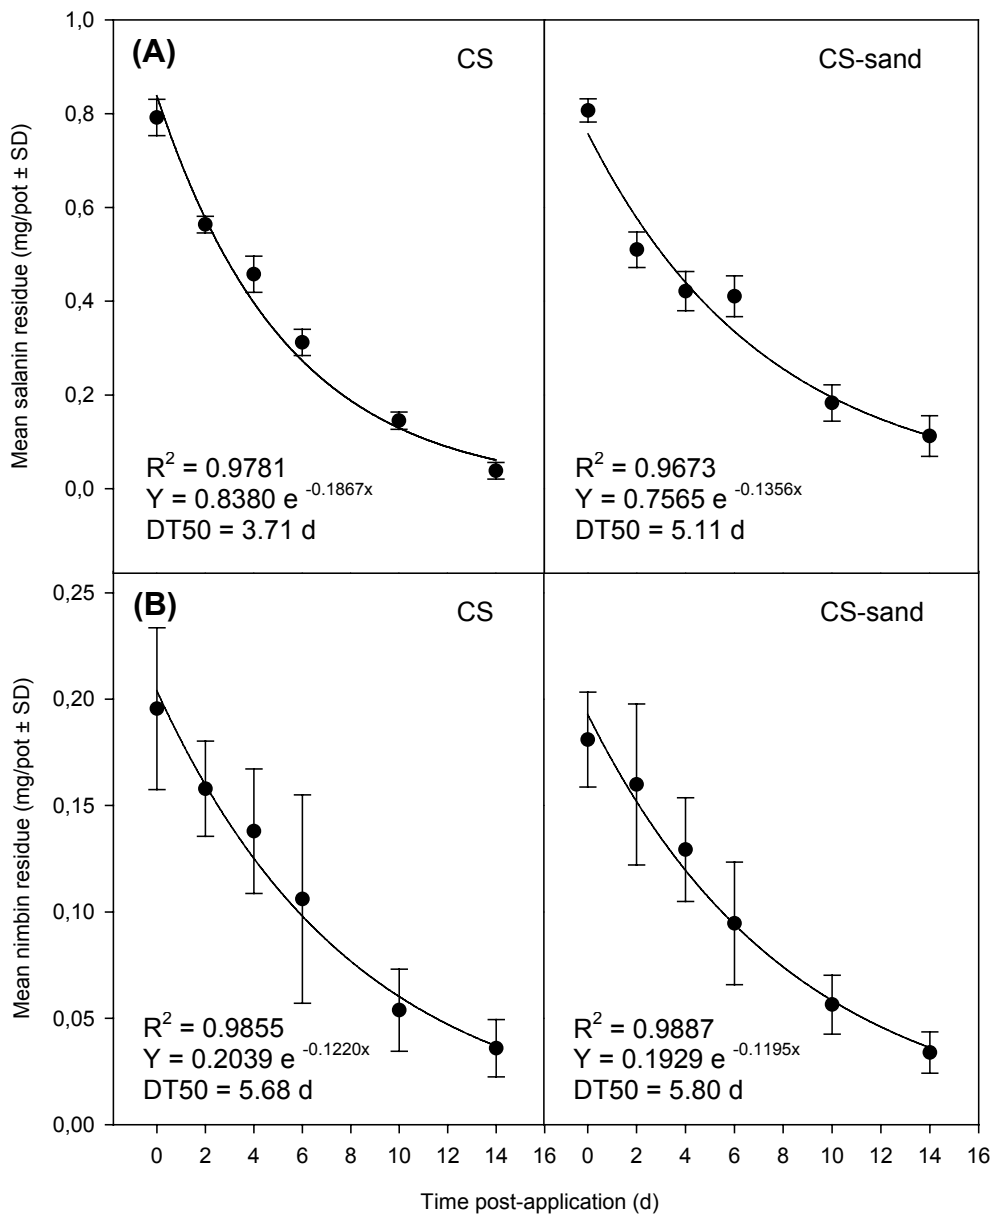 1,0
0,8
0,6
0,4
0,2
0,0
Mean salanin residue (mg/pot ± SD)
(A)
CS
R² = 0.9781
Y = 0.8380 e -0.1867x
DT50 = 3.71 d
CS-sand
R² = 0.9673
Y = 0.7565 e -0.1356x
DT50 = 5.11 d
0,25
0,20
0,15
0,10
0,05
0,00
Mean nimbin residue (mg/pot ± SD)
(B)
CS
R² = 0.9855
Y = 0.2039 e -0.1220x
DT50 = 5.68 d
CS-sand
R² = 0.9887
Y = 0.1929 e -0.1195x
DT50 = 5.80 d
0 2 4 6 8 10 12 14 16 0 2 4 6 8 10 12 14 16
Time post-application (d)